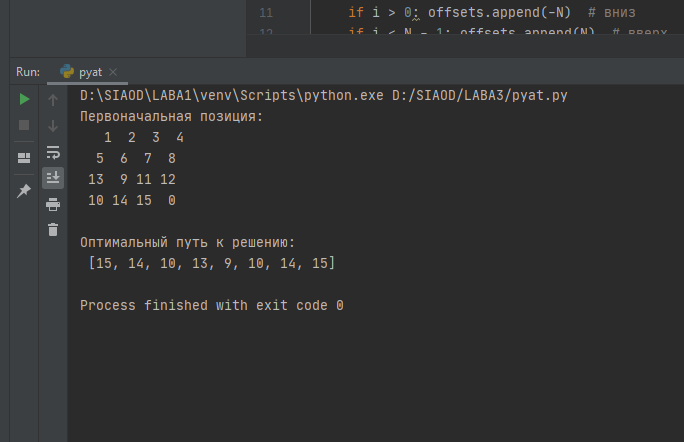 11 if i > 0: offsets.append(-N) # вниз
12 if i < N - 1: offsets.append(N) # вверх
Run: pyat
D:\SIAOD\LABA1\venv\Scripts\python.exe D:/SIAOD/LABA3/pyat.py
Первоначальная позиция:
1 2 3 4
5 6 7 8
13 9 11 12
10 14 15 0
Оптимальный путь к решению:
[15, 14, 10, 13, 9, 10, 14, 15]
Process finished with exit code 0